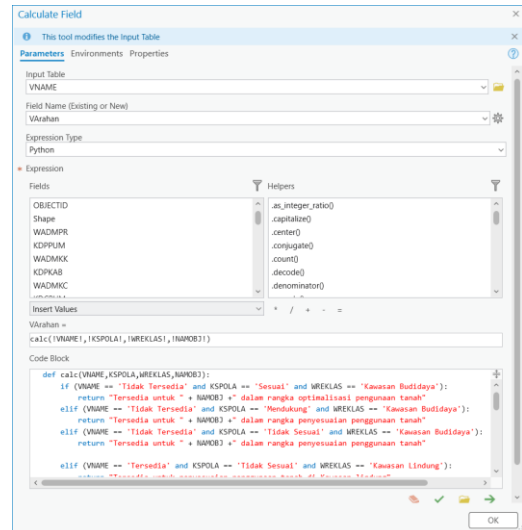 Calculate Field
This tool modifies the Input Table
Parameters Environments Properties
Input Table
VNAME
Field Name (Existing or New)
VArahan
Expression Type
Python
Expression
Fields
Helpers
OBJECTID
Shape
WADMPR
KDPPUM
WADMKK
KDPKAB
WADMKC
.as_integer_ratio()
.capitalize()
.center()
.conjugate()
.count()
.decode()
.denominator()
Insert Values
* / + - =
VArahan =
calc(!VNAME!,!KSPOLA!,!WREKLAS!,!NAMOBJ!)
Code Block
def calc(VNAME,KSPOLA,WREKLAS,NAMOBJ):
if (VNAME == 'Tidak Tersedia' and KSPOLA == 'Sesuai' and WREKLAS == 'Kawasan Budidaya'):
return "Tersedia untuk " + NAMOBJ +" dalam rangka optimalisasi pengunaan tanah"
elif (VNAME == 'Tidak Tersedia' and KSPOLA == 'Mendukung' and WREKLAS == 'Kawasan Budidaya'):
return "Tersedia untuk " + NAMOBJ +" dalam rangka penyesuaian penggunaan tanah"
elif (VNAME == 'Tidak Tersedia' and KSPOLA == 'Tidak Sesuai' and WREKLAS == 'Kawasan Budidaya'):
return "Tersedia untuk " + NAMOBJ +" dalam rangka penyesuaian penggunaan tanah"
elif (VNAME == 'Tersedia' and KSPOLA == 'Tidak Sesuai' and WREKLAS == 'Kawasan Lindung'):
OK